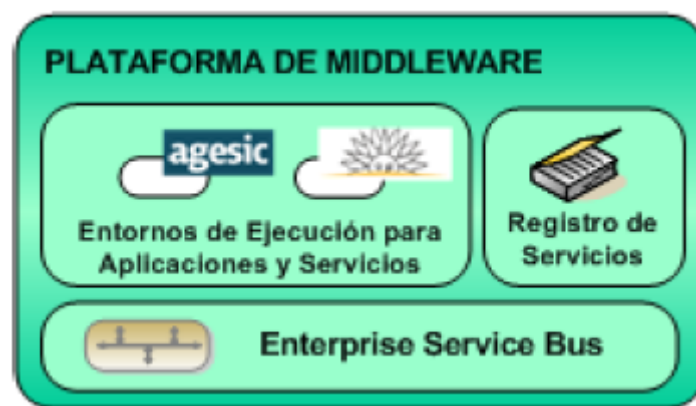 PLATAFORMA DE MIDDLEWARE
agesic
Entornos de Ejecución para
Aplicaciones y Servicios
Registro de
Servicios
Enterprise Service Bus